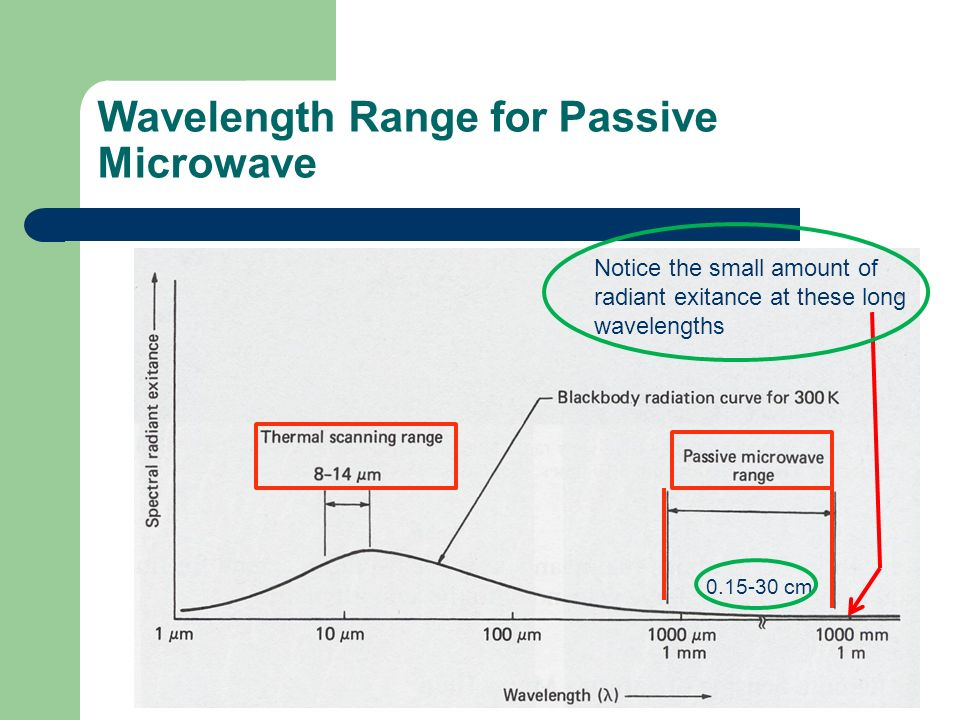 Wavelength Range for Passive
Microwave
Notice the small amount of
radiant exitance at these long
wavelengths
Spectral radiant exitance
Blackbody radiation curve for 300 K
Thermal scanning range
8–14 μm
Passive microwave
range
0.15-30 cm
1 μm
10 μm
100 μm
1000 μm
1 mm
1000 mm
1 m
Wavelength (λ)